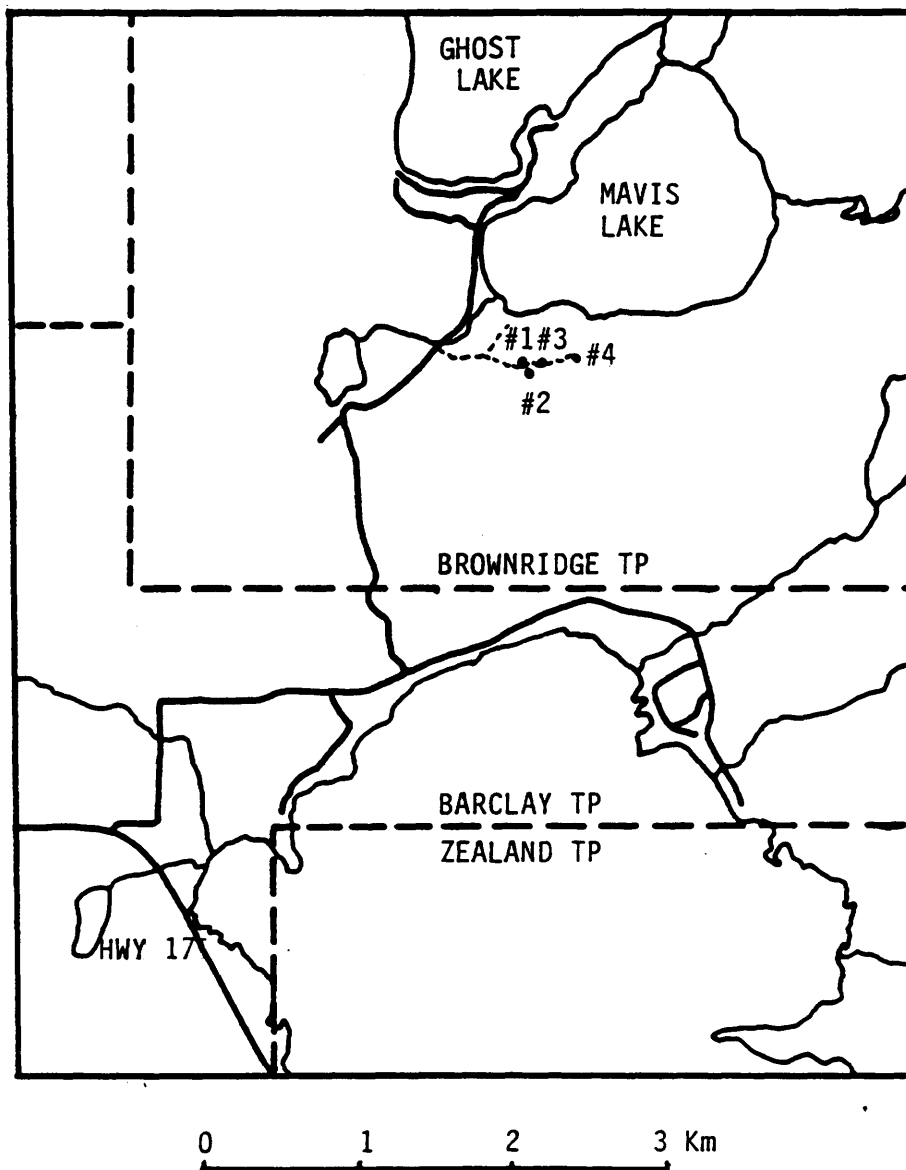 GHOST
LAKE
MAVIS
LAKE
#1 #3
#4
#2
BROWNRIDGE TP
BARCLAY TP
ZEALAND TP
HWY 17
0 1 2 3 Km